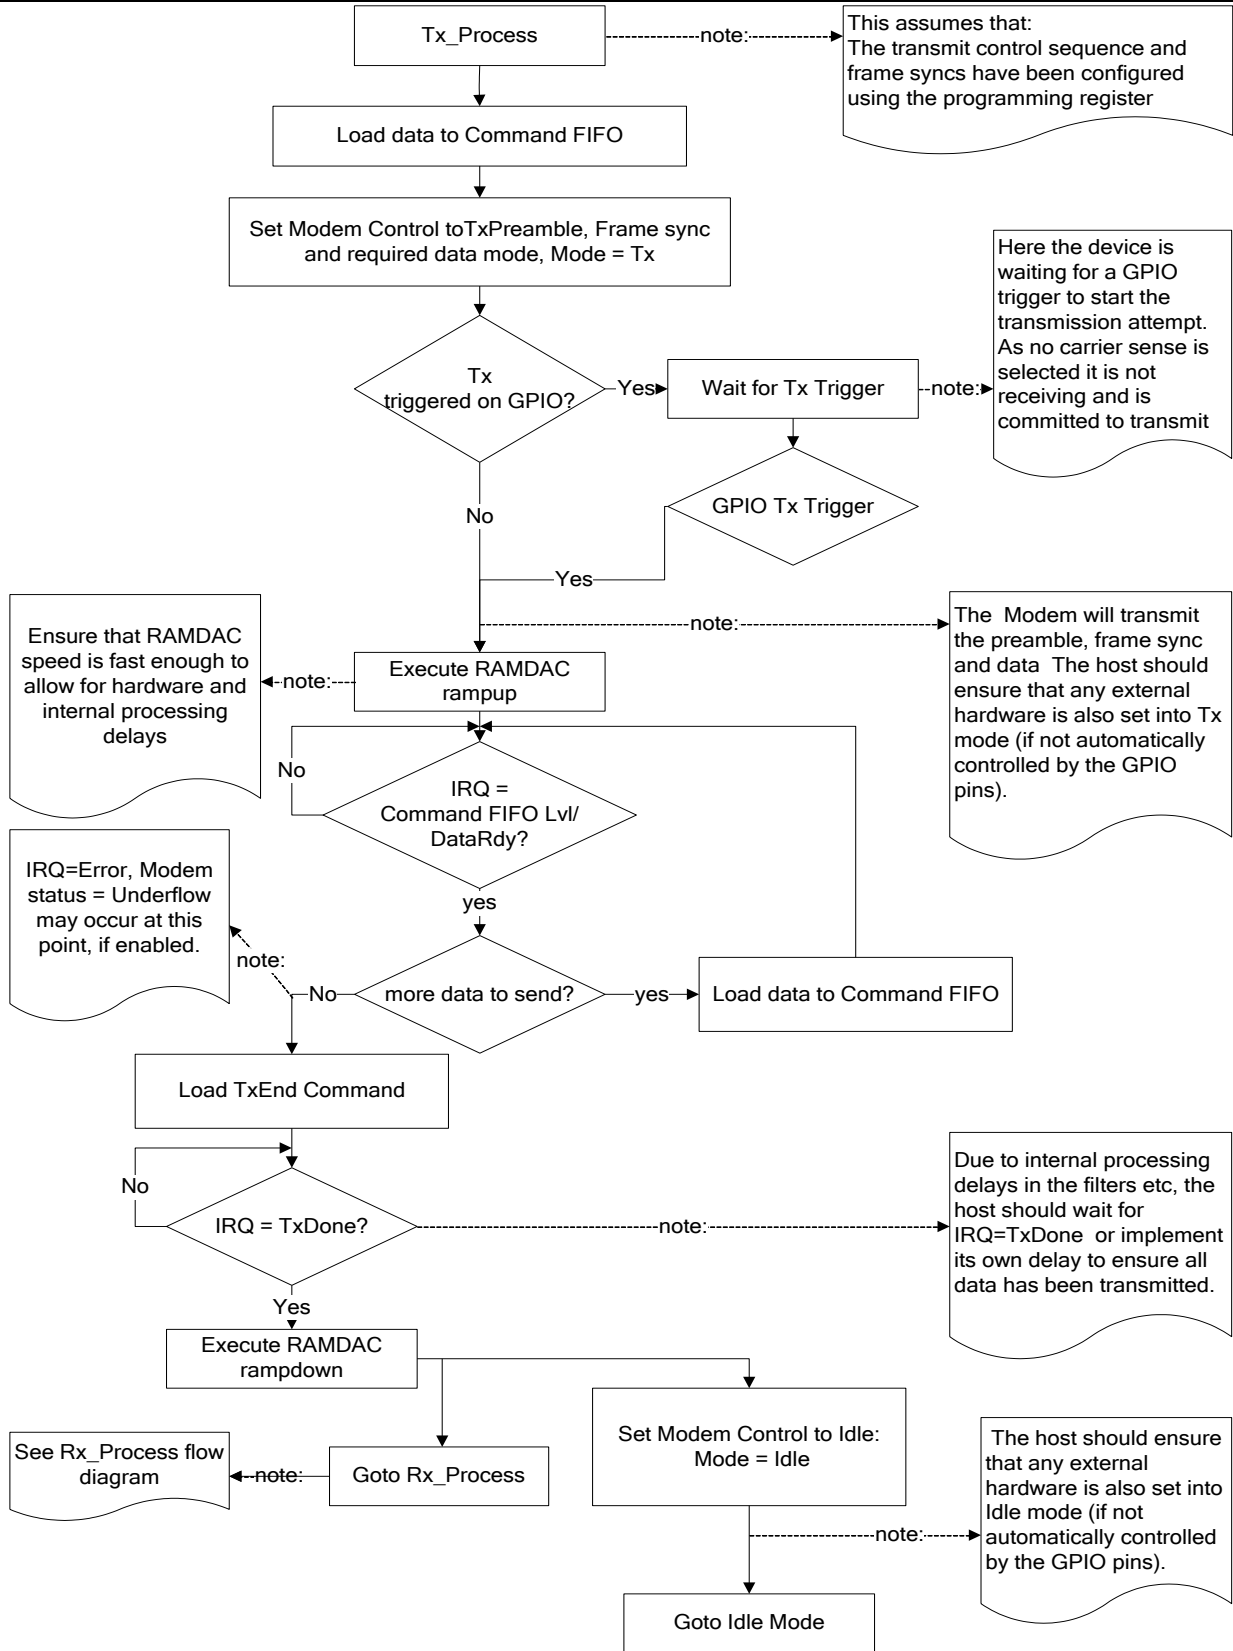 Tx_Process
note:
This assumes that:
The transmit control sequence and
frame syncs have been configured
using the programming register
Load data to Command FIFO
Set Modem Control toTxPreamble, Frame sync
and required data mode, Mode = Tx
Here the device is
waiting for a GPIO
trigger to start the
transmission attempt.
As no carrier sense is
selected it is not
receiving and is
committed to transmit
Tx
triggered on GPIO?
Yes
Wait for Tx Trigger
note:
GPIO Tx Trigger
No
Yes
Ensure that RAMDAC
speed is fast enough to
allow for hardware and
internal processing
delays
note:
Execute RAMDAC
rampup
note:
The Modem will transmit
the preamble, frame sync
and data The host should
ensure that any external
hardware is also set into Tx
mode (if not automatically
controlled by the GPIO
pins).
No
IRQ =
Command FIFO Lvl/
DataRdy?
IRQ=Error, Modem
status = Underflow
may occur at this
point, if enabled.
yes
note:
No
more data to send?
yes
Load data to Command FIFO
Load TxEnd Command
No
IRQ = TxDone?
note:
Due to internal processing
delays in the filters etc, the
host should wait for
IRQ=TxDone or implement
its own delay to ensure all
data has been transmitted.
Yes
Execute RAMDAC
rampdown
See Rx_Process flow
diagram
note:
Goto Rx_Process
Set Modem Control to Idle:
Mode = Idle
The host should ensure
that any external
hardware is also set into
Idle mode (if not
automatically controlled
by the GPIO pins).
note:
Goto Idle Mode